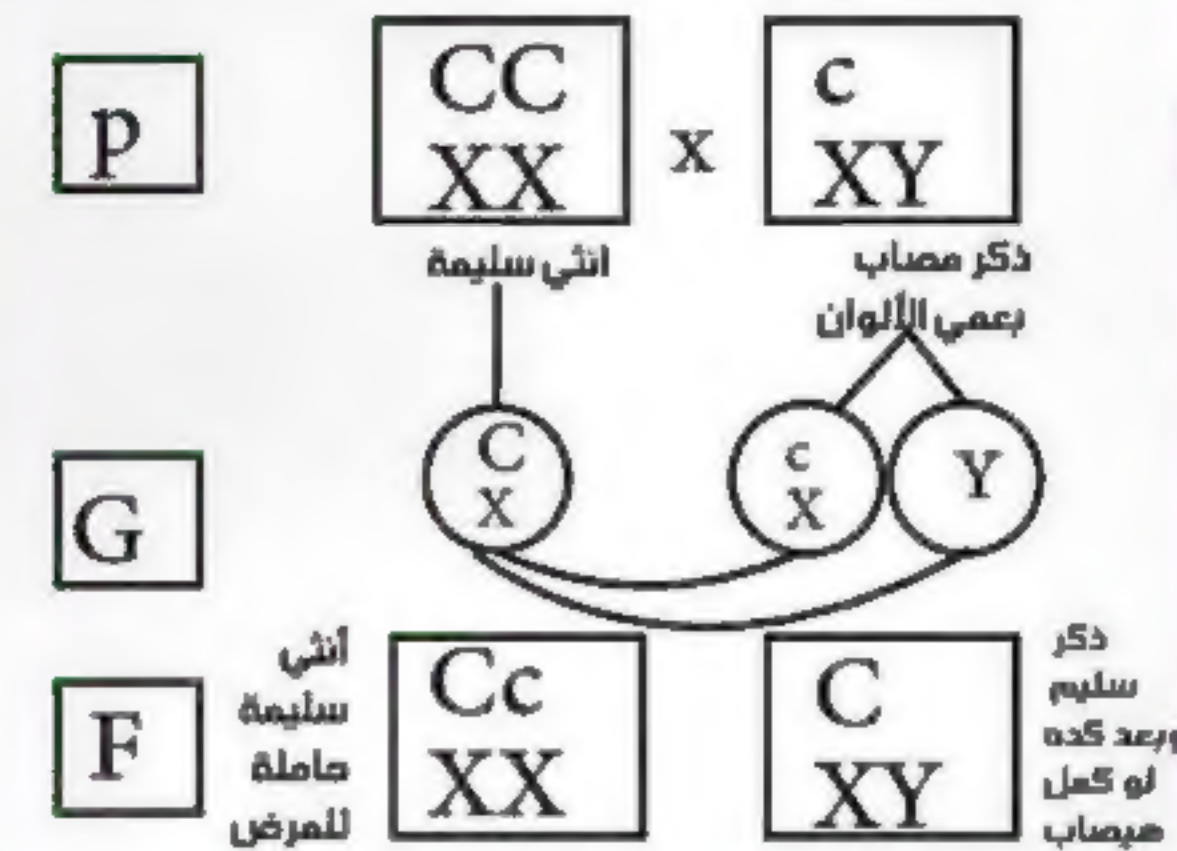 p
CC
XX
x
c
XY
انثي سليمة
ذكر مصاب
بعمي الألوان
G
C
X
c
X
Y
F
أنثي
سليمة
حاملة
للمرض
Cc
XX
C
XY
ذكر
سليم
وبعد كده
لو كمل
هيصاب